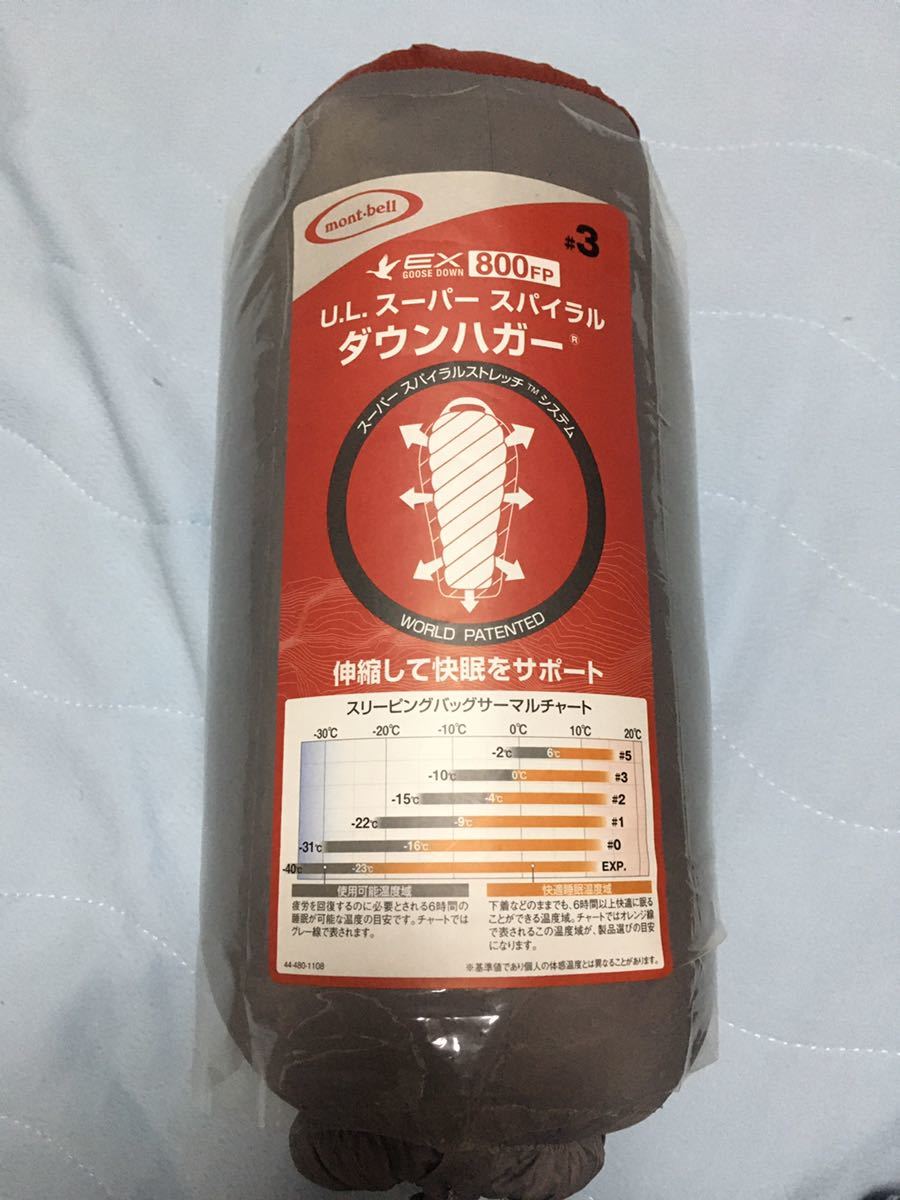 mont·bell
#3
EX
GOOSE DOWN
800FP
U.L. スーパー スパイラル
ダウンハガー®
スーパー スパイラルストレッチ™ システム
WORLD PATENTED
伸縮して快眠をサポート
スリーピングバッグサーマルチャート
-30℃ -20℃ -10℃ 0℃ 10℃ 20℃
-2℃ 6℃ #5
-10℃ 0℃ #3
-15℃ -4℃ #2
-22℃ -9℃ #1
-31℃ -16℃ #0
-40℃ -23℃ EXP.
使用可能温度域
疲労を回復するのに必要とされる6時間の
睡眠が可能な温度の目安です。チャートでは
グレー線で表されます。
快適睡眠温度域
下着などのままでも、6時間以上快適に眠る
ことができる温度域。チャートではオレンジ線
で表されるこの温度域が、製品選びの目安
になります。
44-480-1108
※基準値であり個人の体感温度とは異なることがあります。